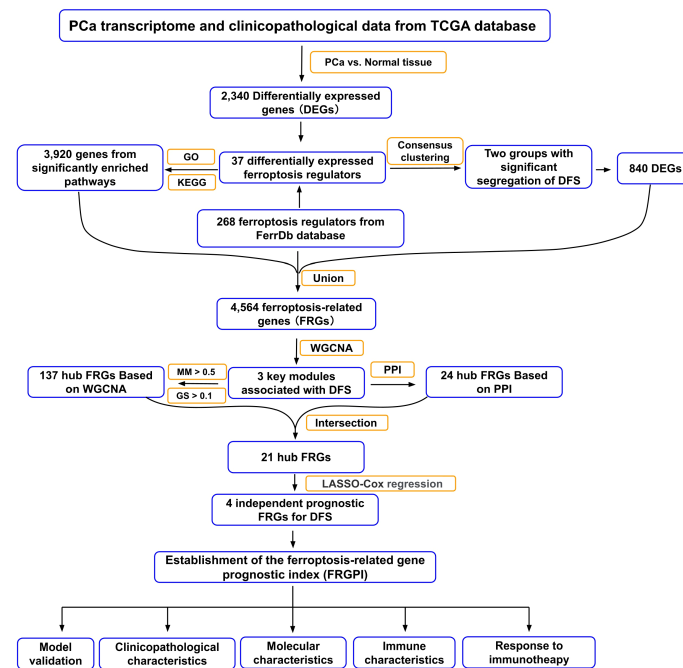 PCa transcriptome and clinicopathological data from TCGA database
PCa vs. Normal tissue
2,340 Differentially expressed
genes (DEGs)
3,920 genes from
significantly enriched
pathways
GO
KEGG
37 differentially expressed
ferroptosis regulators
Consensus
clustering
Two groups with
significant
segregation of DFS
840 DEGs
268 ferroptosis regulators from
FerrDb database
Union
4,564 ferroptosis-related
genes (FRGs)
WGCNA
137 hub FRGs Based
on WGCNA
MM > 0.5
GS > 0.1
3 key modules
associated with DFS
PPI
24 hub FRGs Based
on PPI
Intersection
21 hub FRGs
LASSO-Cox regression
4 independent prognostic
FRGs for DFS
Establishment of the ferroptosis-related gene
prognostic index (FRGPI)
Model
validation
Clinicopathological
characteristics
Molecular
characteristics
Immune
characteristics
Response to
immunotheapy